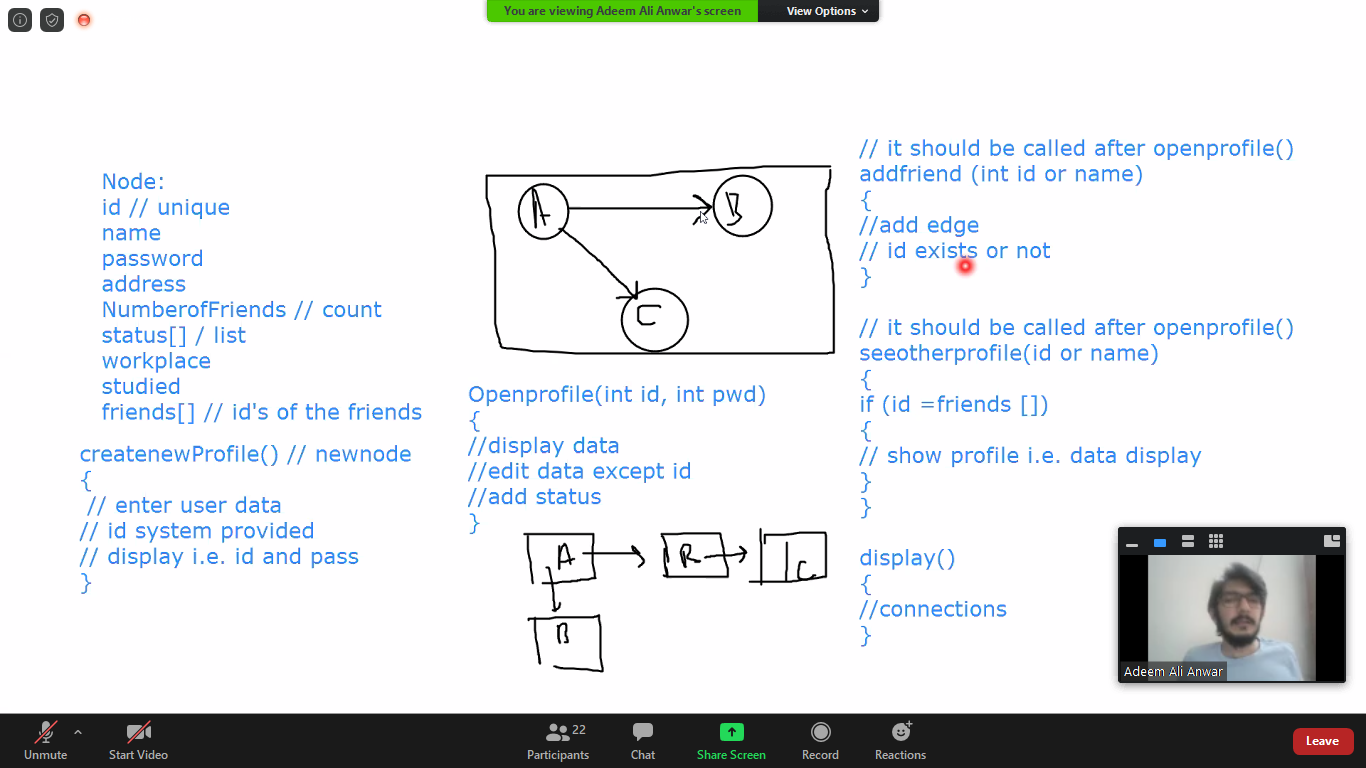 You are viewing Adeem Ali Anwar's screen
View Options
Node:
id // unique
name
password
address
NumberofFriends // count
status[] / list
workplace
studied
friends[] // id's of the friends
createnewProfile() // newnode
{
// enter user data
// id system provided
// display i.e. id and pass
}
A
B
C
Openprofile(int id, int pwd)
{
//display data
//edit data except id
//add status
}
A
R
C
B
// it should be called after openprofile()
addfriend (int id or name)
{
//add edge
// id exists or not
}
// it should be called after openprofile()
seeotherprofile(id or name)
{
if (id =friends [])
{
// show profile i.e. data display
}
}
display()
{
//connections
}
Adeem Ali Anwar
Unmute
Start Video
22
Participants
Chat
Share Screen
Record
Reactions
Leave